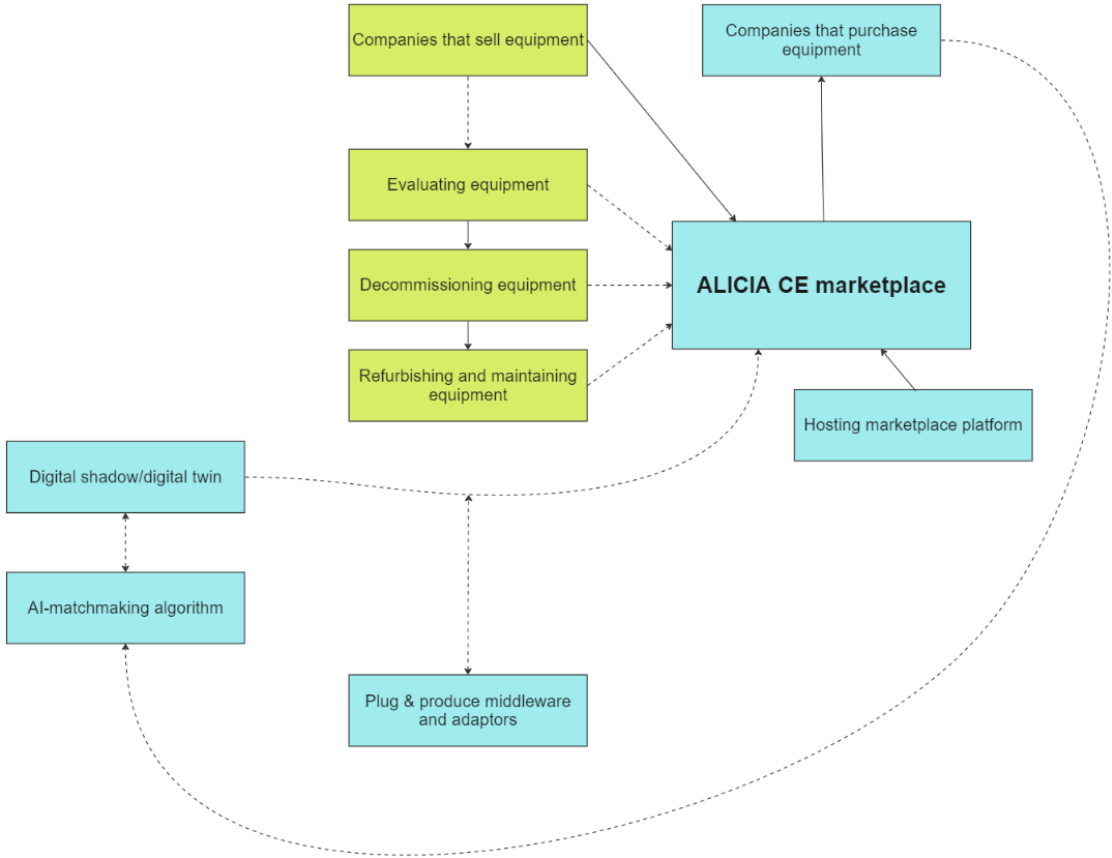 Companies that sell equipment
Companies that purchase
equipment
Evaluating equipment
Decommissioning equipment
ALICIA CE marketplace
Refurbishing and maintaining
equipment
Hosting marketplace platform
Digital shadow/digital twin
AI-matchmaking algorithm
Plug & produce middleware
and adaptors